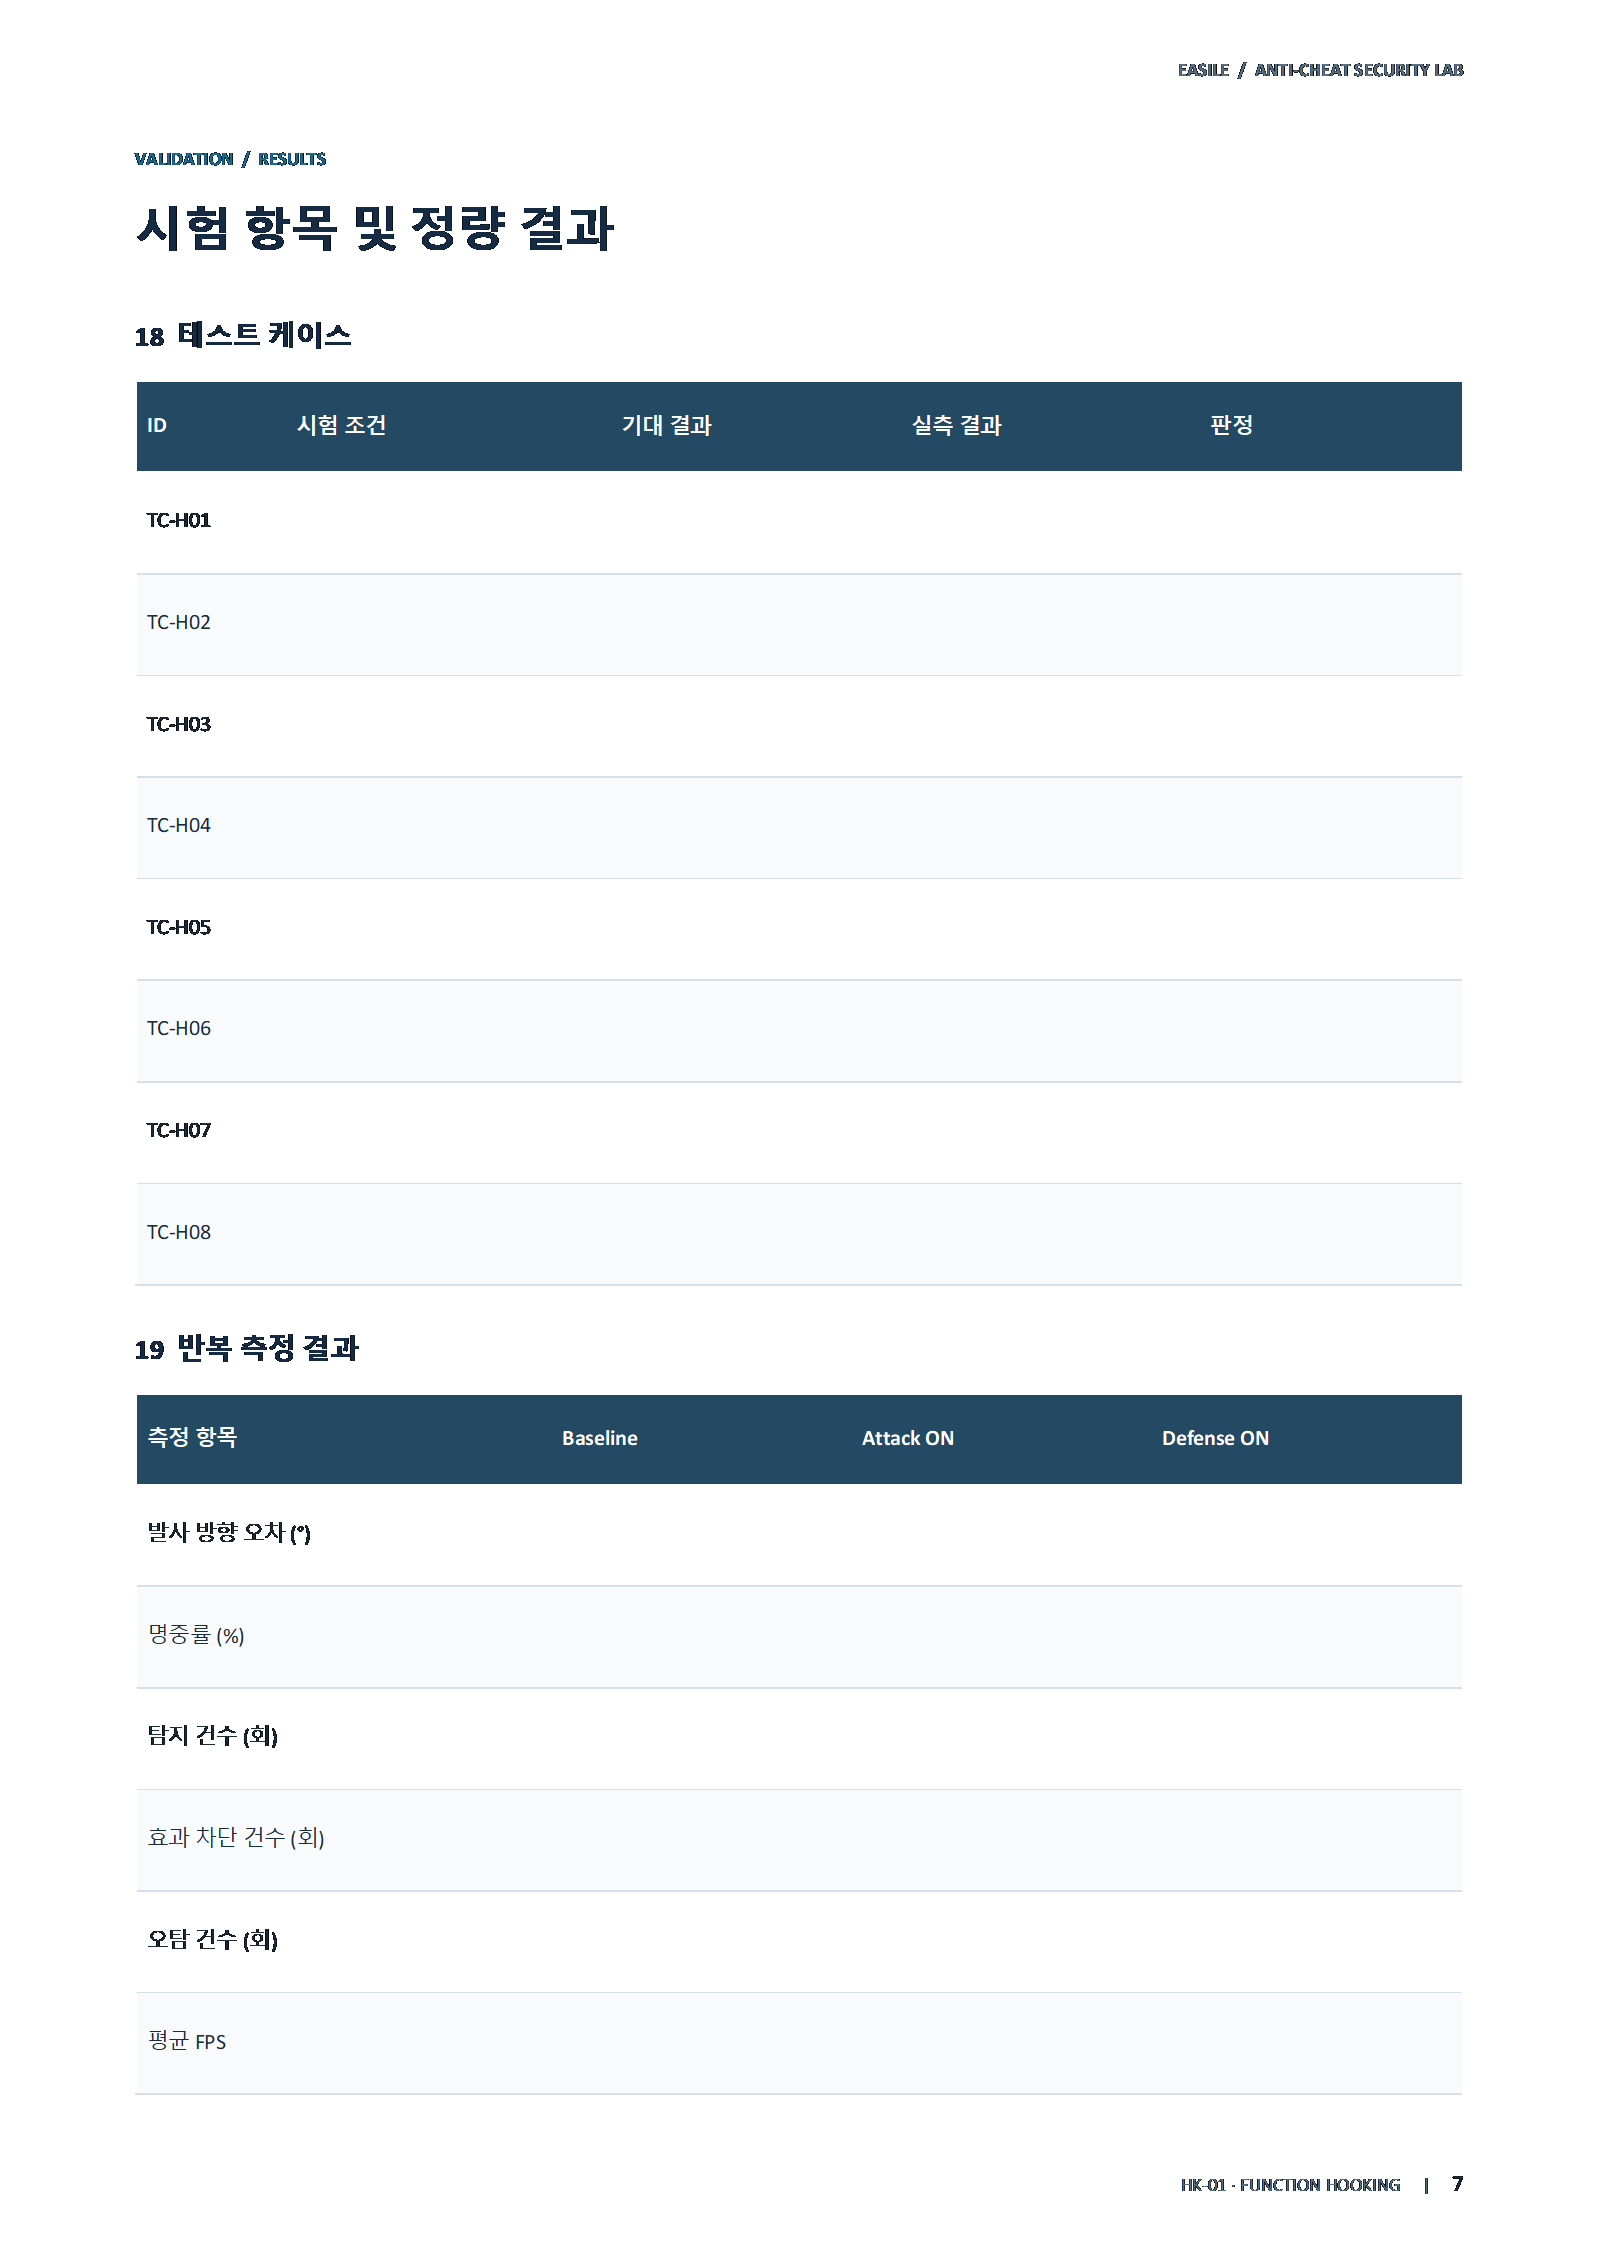 EASILE / ANTI-CHEAT SECURITY LAB
VALIDATION / RESULTS
시험 항목 및 정량 결과
18 테스트 케이스
ID 시험 조건 기대 결과 실측 결과 판정
TC-H01
TC-H02
TC-H03
TC-H04
TC-H05
TC-H06
TC-H07
TC-H08
19 반복 측정 결과
측정 항목 Baseline Attack ON Defense ON
발사 방향 오차 (°)
명중률 (%)
탐지 건수 (회)
효과 차단 건수 (회)
오탐 건수 (회)
평균 FPS
HK-01 · FUNCTION HOOKING | 7